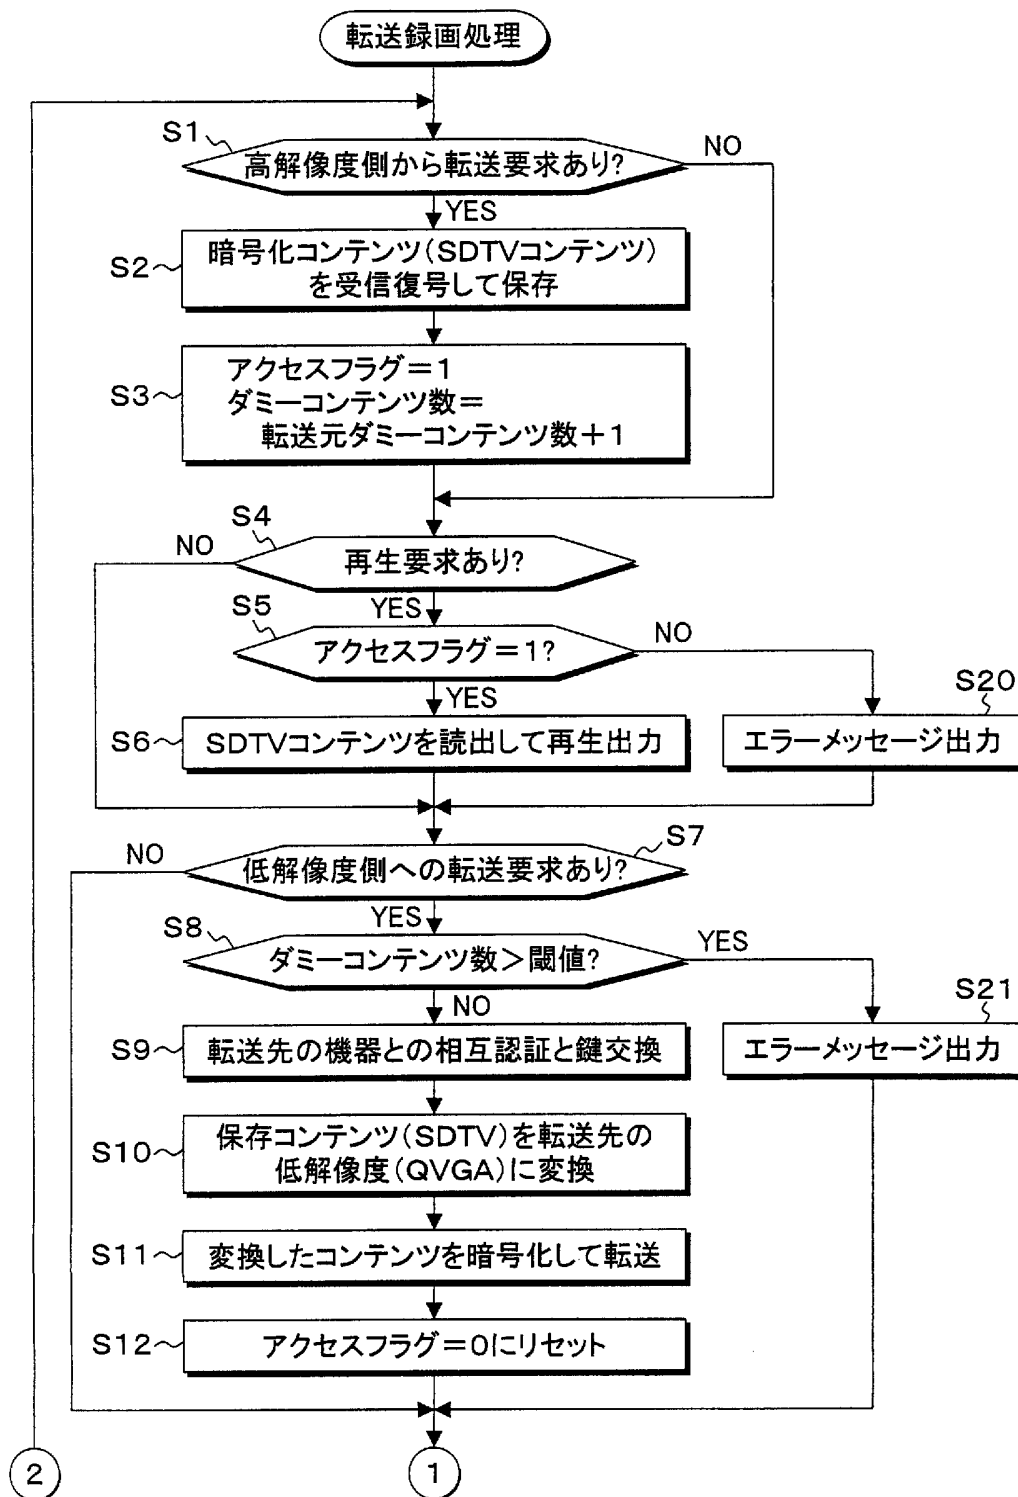 転送録画処理
S1
高解像度側から転送要求あり?
NO
YES
S2
暗号化コンテンツ(SDTVコンテンツ)
を受信復号して保存
S3
アクセスフラグ=1
ダミーコンテンツ数=
転送元ダミーコンテンツ数+1
S4
NO
再生要求あり?
YES
S5
アクセスフラグ=1?
NO
YES
S6
SDTVコンテンツを読出して再生出力
S20
エラーメッセージ出力
S7
NO
低解像度側への転送要求あり?
YES
S8
ダミーコンテンツ数>閾値?
YES
NO
S21
エラーメッセージ出力
S9
転送先の機器との相互認証と鍵交換
S10
保存コンテンツ(SDTV)を転送先の
低解像度(QVGA)に変換
S11
変換したコンテンツを暗号化して転送
S12
アクセスフラグ=0にリセット
2
1